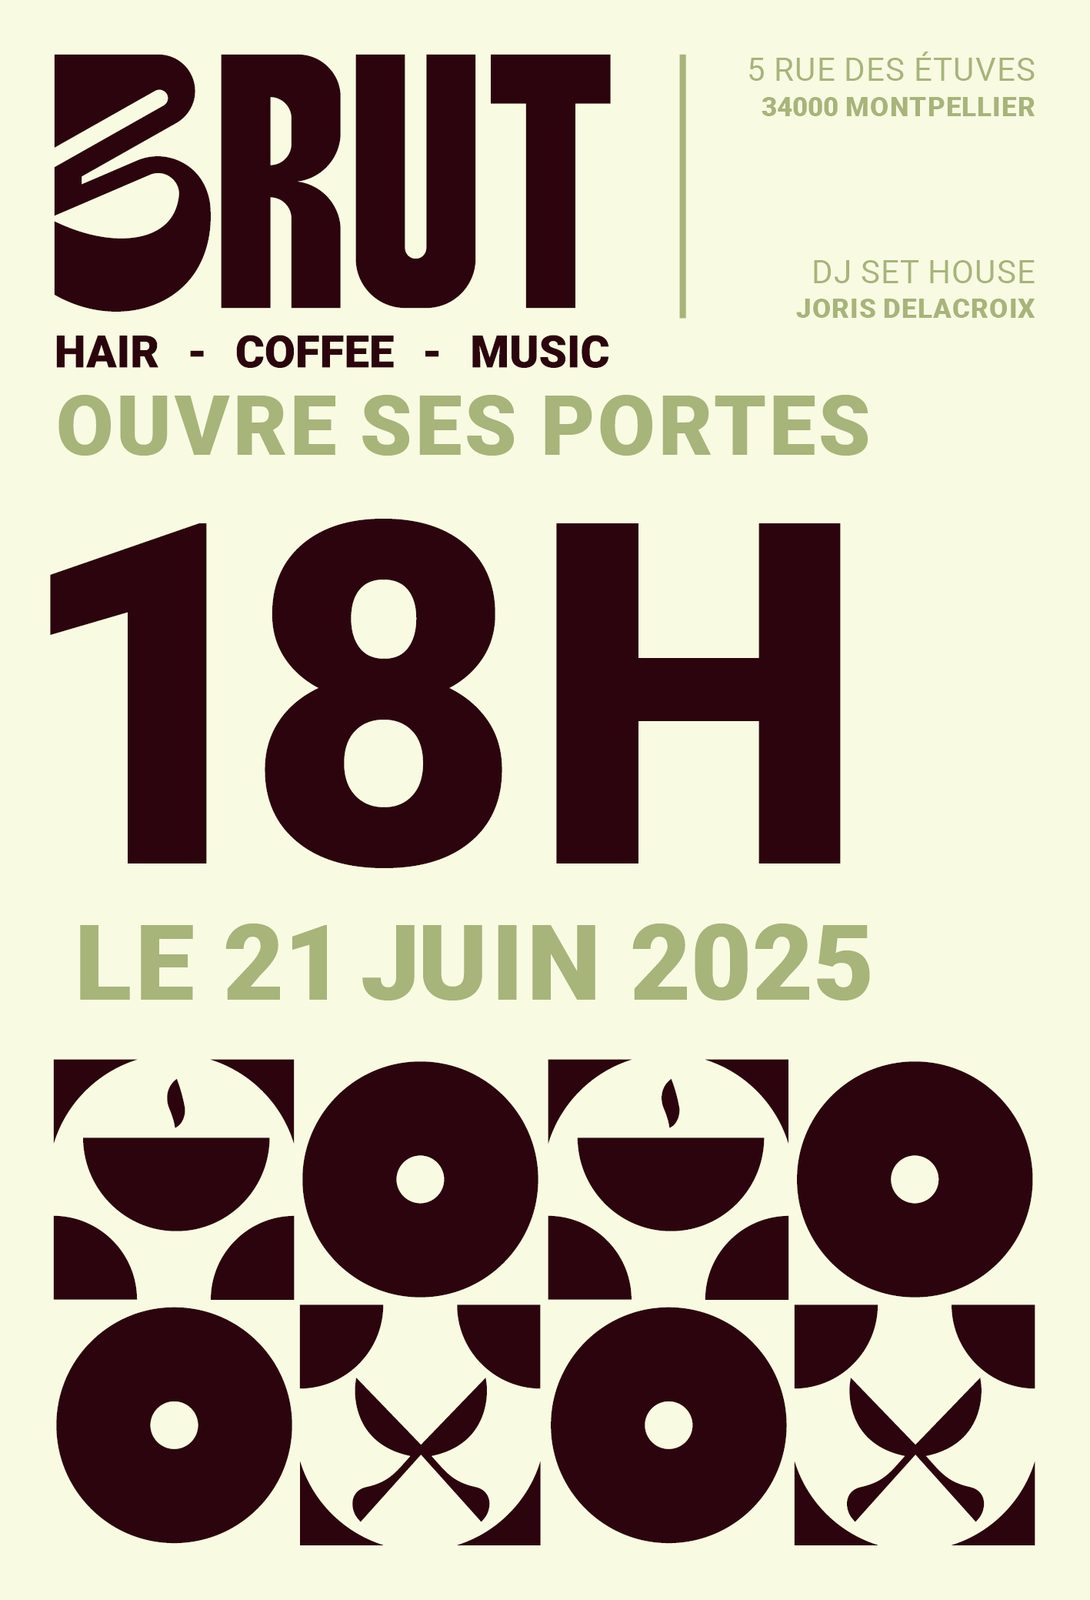 BRUT
HAIR - COFFEE - MUSIC
5 RUE DES ÉTUVES
34000 MONTPELLIER
DJ SET HOUSE
JORIS DELACROIX
OUVRE SES PORTES
18H
LE 21 JUIN 2025